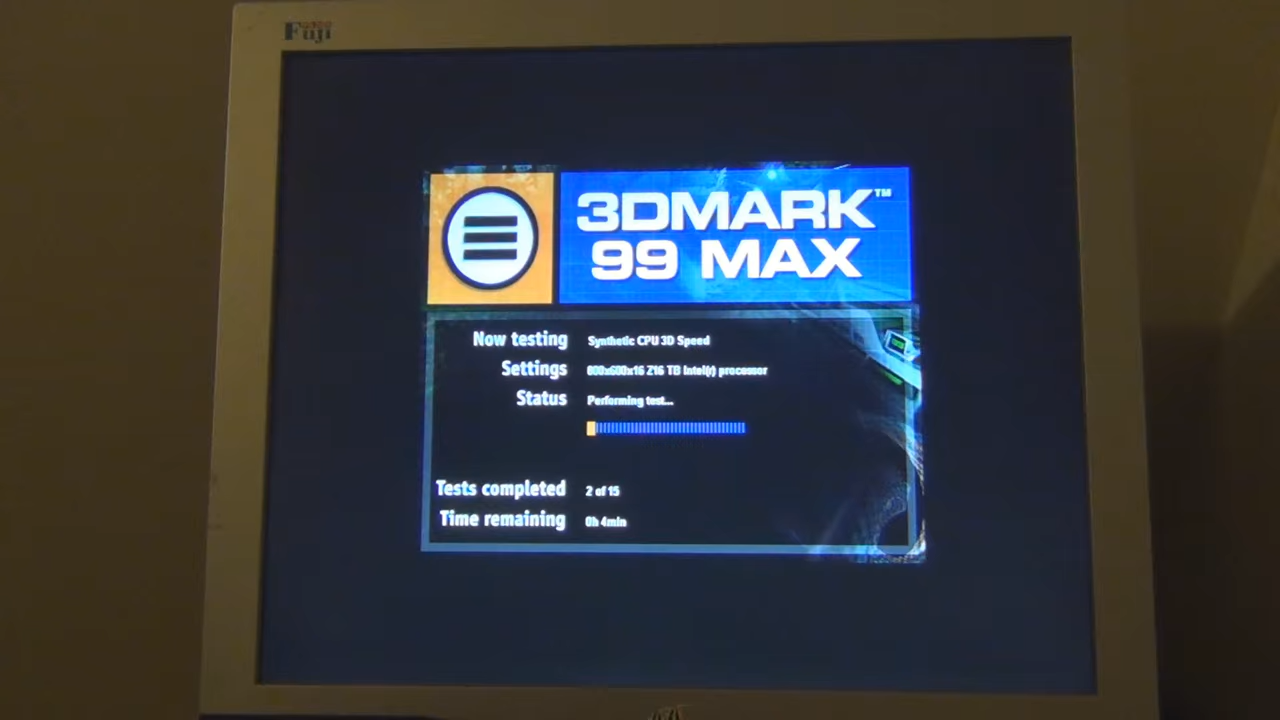 Fuji
3DMARK™
99 MAX
Now testing Synthetic CPU 3D Speed
Settings 800x600x16 Z16 TB Intel(r) processor
Status Performing test...
Tests completed 2 of 15
Time remaining 0h 4min